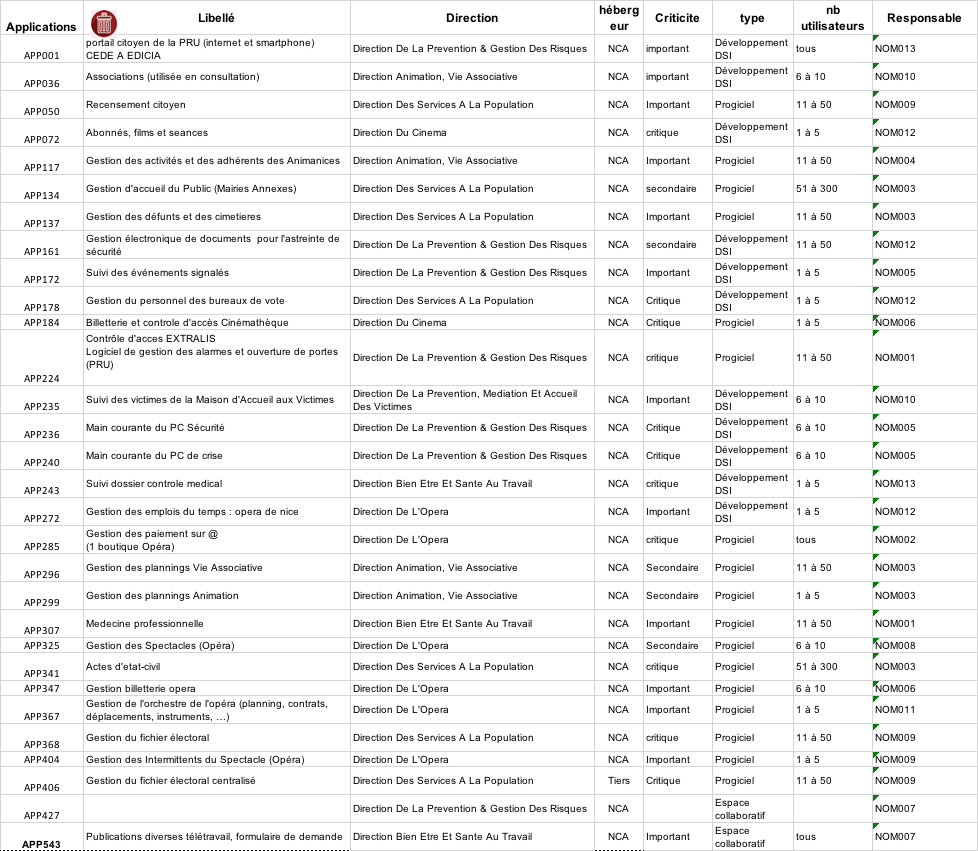 Applications Libellé Direction héberg eur Criticite type nb utilisateurs Responsable
APP001 portail citoyen de la PRU (internet et smartphone) CEDE A EDICIA Direction De La Prevention & Gestion Des Risques NCA important Développement DSI tous NOM013
APP036 Associations (utilisée en consultation) Direction Animation, Vie Associative NCA important Développement DSI 6 à 10 NOM010
APP050 Recensement citoyen Direction Des Services A La Population NCA Important Progiciel 11 à 50 NOM009
APP072 Abonnés, films et seances Direction Du Cinema NCA critique Développement DSI 1 à 5 NOM012
APP117 Gestion des activités et des adhérents des Animanices Direction Animation, Vie Associative NCA Important Progiciel 11 à 50 NOM004
APP134 Gestion d'accueil du Public (Mairies Annexes) Direction Des Services A La Population NCA secondaire Progiciel 51 à 300 NOM003
APP137 Gestion des défunts et des cimetieres Direction Des Services A La Population NCA Important Progiciel 11 à 50 NOM003
APP161 Gestion électronique de documents pour l'astreinte de sécurité Direction De La Prevention & Gestion Des Risques NCA secondaire Développement DSI 11 à 50 NOM012
APP172 Suivi des événements signalés Direction De La Prevention & Gestion Des Risques NCA Important Développement DSI 1 à 5 NOM005
APP178 Gestion du personnel des bureaux de vote Direction Des Services A La Population NCA Critique Développement DSI 1 à 5 NOM012
APP184 Billetterie et controle d'accès Cinémathèque Direction Du Cinema NCA Critique Progiciel 1 à 5 NOM006
APP224 Contrôle d'acces EXTRALIS Logiciel de gestion des alarmes et ouverture de portes (PRU) Direction De La Prevention & Gestion Des Risques NCA critique Progiciel 11 à 50 NOM001
APP235 Suivi des victimes de la Maison d'Accueil aux Victimes Direction De La Prevention, Mediation Et Accueil Des Victimes NCA Important Développement DSI 6 à 10 NOM010
APP236 Main courante du PC Sécurité Direction De La Prevention & Gestion Des Risques NCA Critique Développement DSI 6 à 10 NOM005
APP240 Main courante du PC de crise Direction De La Prevention & Gestion Des Risques NCA Critique Développement DSI 6 à 10 NOM005
APP243 Suivi dossier controle medical Direction Bien Etre Et Sante Au Travail NCA critique Développement DSI 1 à 5 NOM013
APP272 Gestion des emplois du temps : opera de nice Direction De L'Opera NCA Important Développement DSI 1 à 5 NOM012
APP285 Gestion des paiement sur @ (1 boutique Opéra) Direction De L'Opera NCA critique Progiciel tous NOM002
APP296 Gestion des plannings Vie Associative Direction Animation, Vie Associative NCA Secondaire Progiciel 11 à 50 NOM003
APP299 Gestion des plannings Animation Direction Animation, Vie Associative NCA Secondaire Progiciel 1 à 5 NOM003
APP307 Medecine professionnelle Direction Bien Etre Et Sante Au Travail NCA Important Progiciel 11 à 50 NOM001
APP325 Gestion des Spectacles (Opéra) Direction De L'Opera NCA Secondaire Progiciel 6 à 10 NOM008
APP341 Actes d'etat-civil Direction Des Services A La Population NCA critique Progiciel 51 à 300 NOM003
APP347 Gestion billetterie opera Direction De L'Opera NCA Important Progiciel 6 à 10 NOM006
APP367 Gestion de l'orchestre de l'opéra (planning, contrats, déplacements, instruments, ...) Direction De L'Opera NCA Important Progiciel 1 à 5 NOM011
APP368 Gestion du fichier électoral Direction Des Services A La Population NCA critique Progiciel 11 à 50 NOM009
APP404 Gestion des Intermittents du Spectacle (Opéra) Direction De L'Opera NCA Important Progiciel 1 à 5 NOM009
APP406 Gestion du fichier électoral centralisé Direction Des Services A La Population Tiers Critique Progiciel 11 à 50 NOM009
APP427 Direction De La Prevention & Gestion Des Risques NCA Espace collaboratif NOM007
APP543 Publications diverses télétravail, formulaire de demande Direction Bien Etre Et Sante Au Travail NCA Important Espace collaboratif tous NOM007